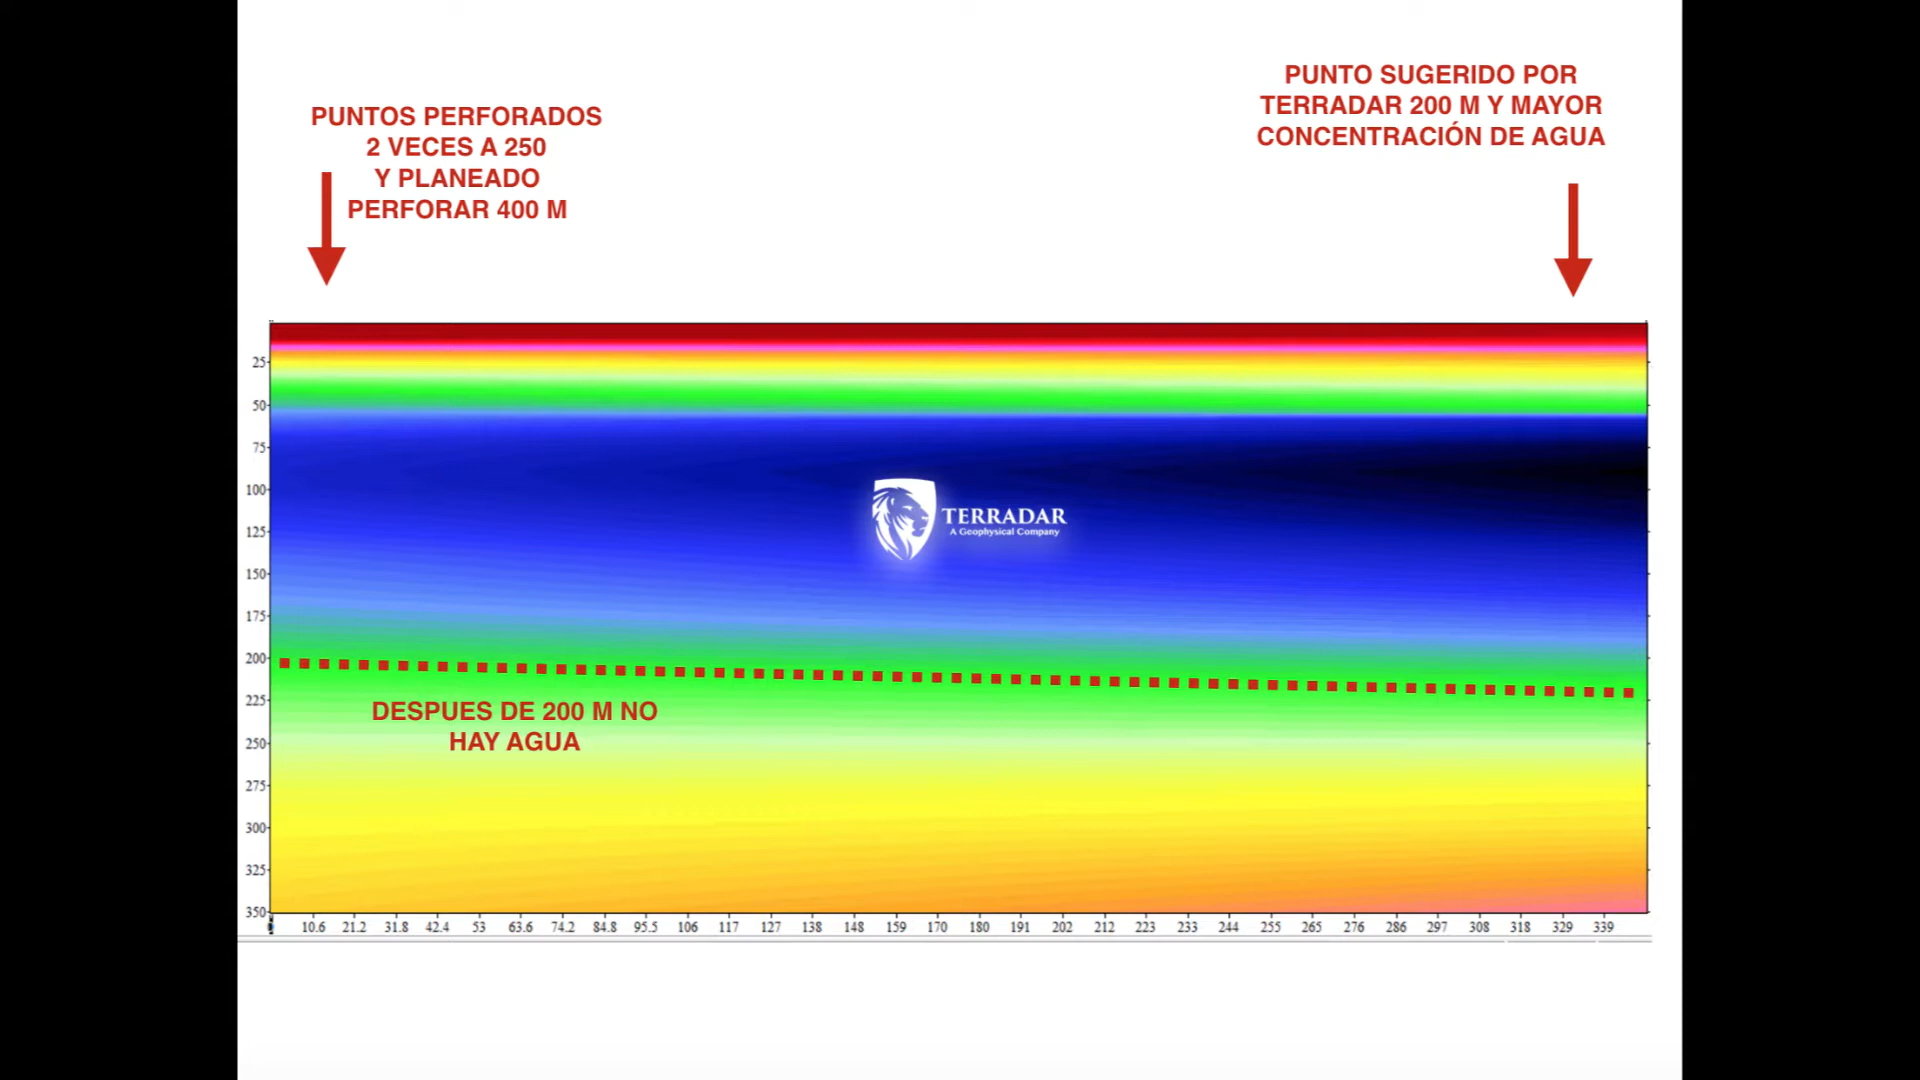 PUNTOS PERFORADOS
2 VECES A 250
Y PLANEADO
PERFORAR 400 M
PUNTO SUGERIDO POR
TERRADAR 200 M Y MAYOR
CONCENTRACIÓN DE AGUA
25
50
75
100
125
150
175
200
225
250
275
300
325
350
TERRADAR
A Geophysical Company
DESPUES DE 200 M NO
HAY AGUA
0 10.6 21.2 31.8 42.4 53 63.6 74.2 84.8 95.5 106 117 127 138 148 159 170 180 191 202 212 223 233 244 255 265 276 286 297 308 318 329 339